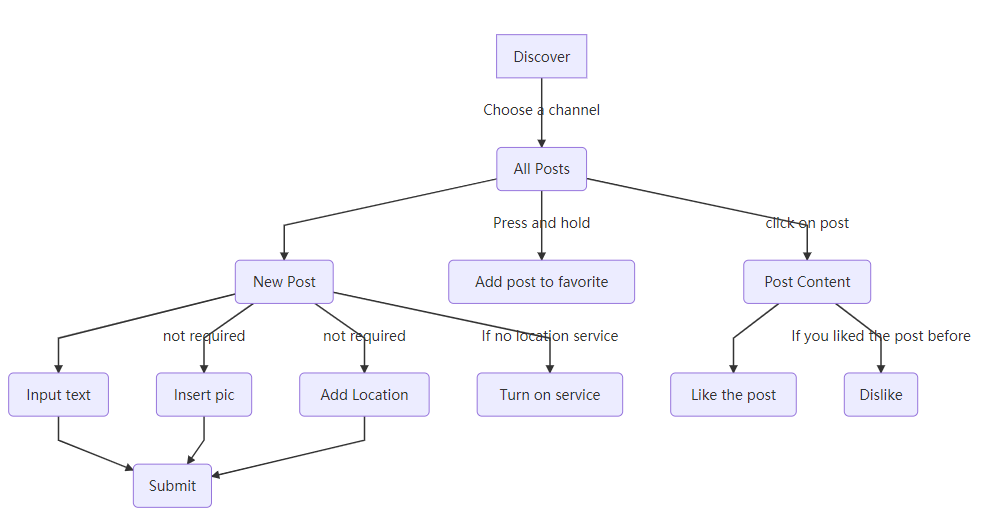 Discover
Choose a channel
All Posts
Press and hold
click on post
New Post
Add post to favorite
Post Content
not required
not required
If no location service
If you liked the post before
Input text
Insert pic
Add Location
Turn on service
Like the post
Dislike
Submit